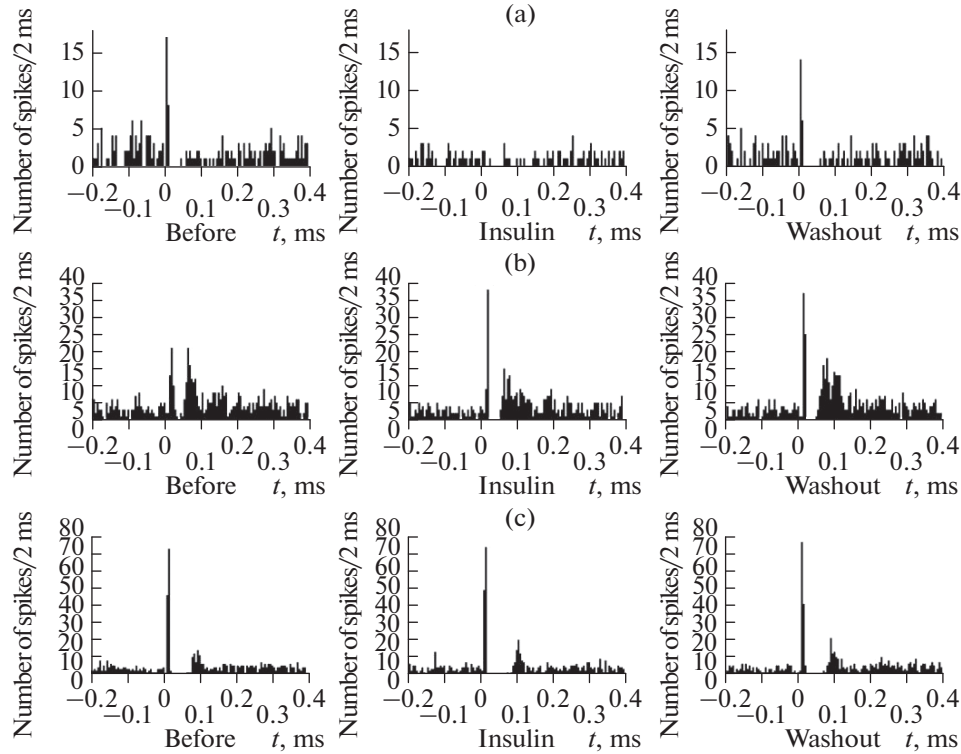 (a)
Number of spikes/2 ms Number of spikes/2 ms Number of spikes/2 ms
15 15 15
10 10 10
5 5 5
0 0 0
−0.2 0 0.2 0.4 −0.2 0 0.2 0.4 −0.2 0 0.2 0.4
−0.1 0.1 0.3 −0.1 0.1 0.3 −0.1 0.1 0.3
Before t, ms Insulin t, ms Washout t, ms
(b)
Number of spikes/2 ms Number of spikes/2 ms Number of spikes/2 ms
40 40 40
35 35 35
30 30 30
25 25 25
20 20 20
15 15 15
10 10 10
5 5 5
0 0 0
−0.2 0 0.2 0.4 −0.2 0 0.2 0.4 −0.2 0 0.2 0.4
−0.1 0.1 0.3 −0.1 0.1 0.3 −0.1 0.1 0.3
Before t, ms Insulin t, ms Washout t, ms
(c)
Number of spikes/2 ms Number of spikes/2 ms Number of spikes/2 ms
80 80 80
70 70 70
60 60 60
50 50 50
40 40 40
30 30 30
20 20 20
10 10 10
0 0 0
−0.2 0 0.2 0.4 −0.2 0 0.2 0.4 −0.2 0 0.2 0.4
−0.1 0.1 0.3 −0.1 0.1 0.3 −0.1 0.1 0.3
Before t, ms Insulin t, ms Washout t, ms